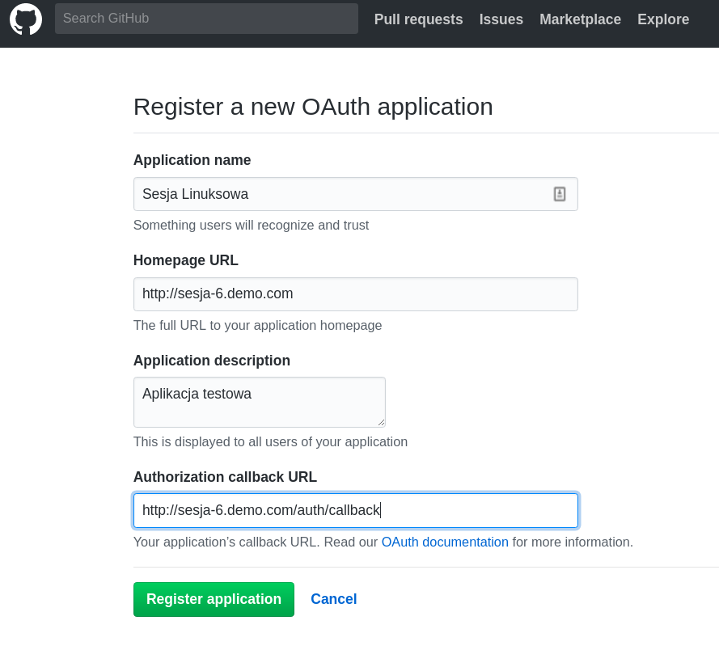 Search GitHub
Pull requests Issues Marketplace Explore
Register a new OAuth application
Application name
Sesja Linuksowa
Something users will recognize and trust
Homepage URL
http://sesja-6.demo.com
The full URL to your application homepage
Application description
Aplikacja testowa
This is displayed to all users of your application
Authorization callback URL
http://sesja-6.demo.com/auth/callback
Your application's callback URL. Read our OAuth documentation for more information.
Register application Cancel